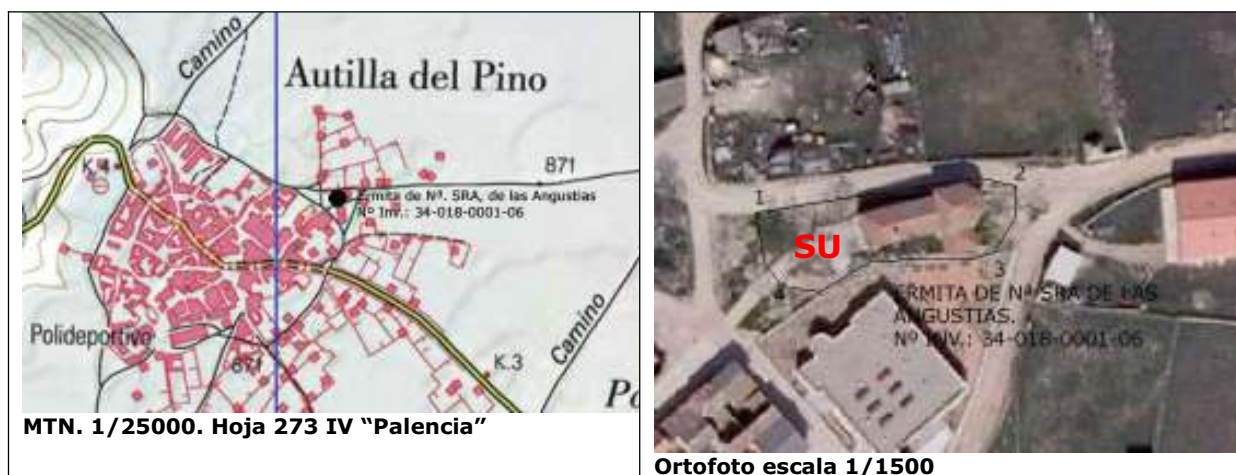 Camino
Autilla del Pino
K.4
871
Ermita de Nª. SRA, de las Angustias
Nº Inv.: 34-018-0001-06
Polideportivo
871
K.3
Camino
MTN. 1/25000. Hoja 273 IV “Palencia”
1
2
SU
3
4
ERMITA DE Nª SRA DE LAS
ANGUSTIAS.
Nº INV.: 34-018-0001-06
Ortofoto escala 1/1500